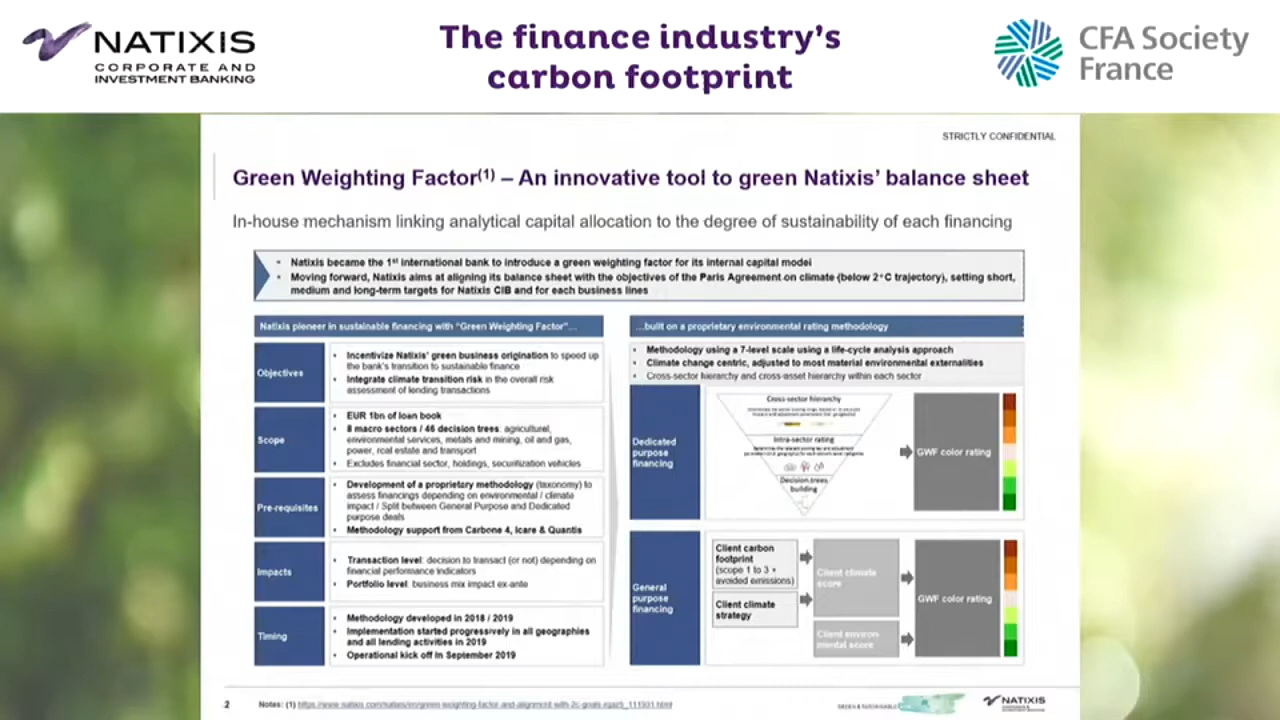 NATIXIS
CORPORATE AND
INVESTMENT BANKING
The finance industry's
carbon footprint
CFA Society
France
STRICTLY CONFIDENTIAL
Green Weighting Factor(1) – An innovative tool to green Natixis' balance sheet
In-house mechanism linking analytical capital allocation to the degree of sustainability of each financing
• Natixis became the 1st international bank to introduce a green weighting factor for its internal capital model
• Moving forward, Natixis aims at aligning its balance sheet with the objectives of the Paris Agreement on climate (below 2°C trajectory), setting short,
medium and long-term targets for Natixis CIB and for each business lines
Natixis pioneer in sustainable financing with "Green Weighting Factor"...
Objectives
• Incentivize Natixis' green business origination to speed up
the bank's transition to sustainable finance
• Integrate climate transition risk in the overall risk
assessment of lending transactions
Scope
• EUR 1bn of loan book
• 8 macro sectors / 46 decision trees: agricultural,
environmental services, metals and mining, oil and gas,
power, real estate and transport
• Excludes financial sector, holdings, securitization vehicles
Pre-requisites
• Development of a proprietary methodology (taxonomy) to
assess financings depending on environmental / climate
impact / Split between General Purpose and Dedicated
purpose deals
• Methodology support from Carbone 4, Icare & Quantis
Impacts
• Transaction level: decision to transact (or not) depending on
financial performance indicators
• Portfolio level: business mix impact ex-ante
Timing
• Methodology developed in 2018 / 2019
• Implementation started progressively in all geographies
and all lending activities in 2019
• Operational kick off in September 2019
...built on a proprietary environmental rating methodology
• Methodology using a 7-level scale using a life-cycle analysis approach
• Climate change centric, adjusted to most material environmental externalities
• Cross-sector hierarchy and cross-asset hierarchy within each sector
Dedicated
purpose
financing
Cross-sector hierarchy
Intra-sector rating
Decision trees
building
GWF color rating
General
purpose
financing
Client carbon
footprint
(scope 1 to 3 +
avoided emissions)
Client climate
strategy
Client climate
score
Client environ-
mental score
GWF color rating
2
Notes: (1)
NATIXIS